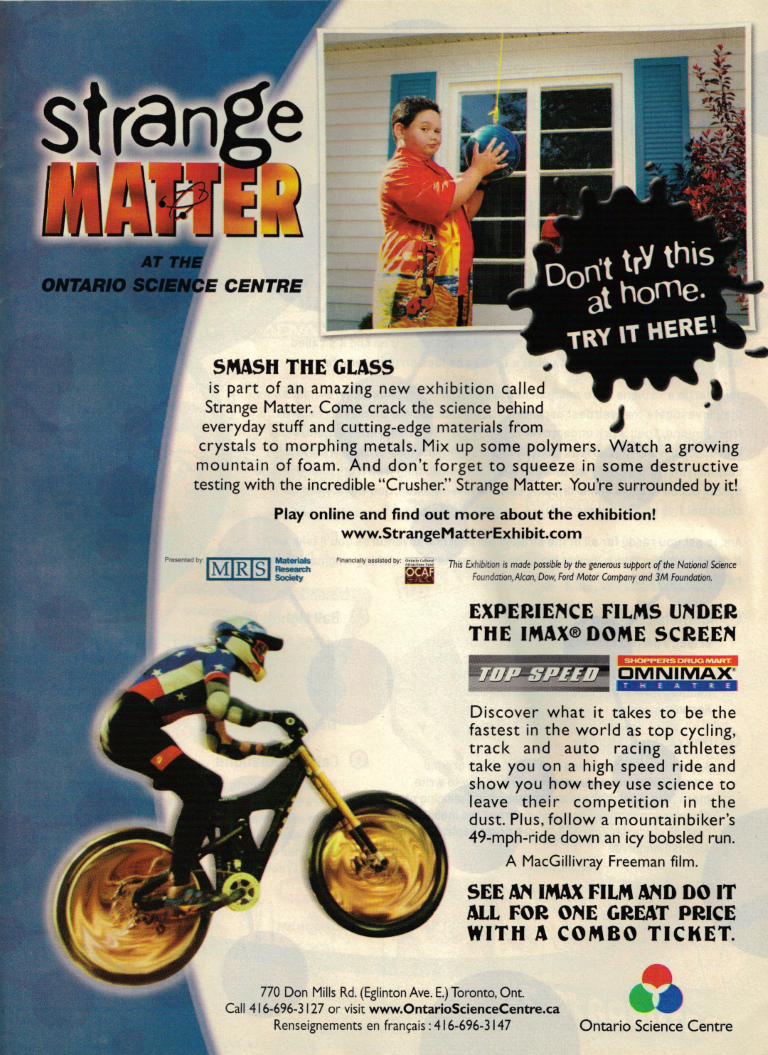 strange
MATTER
AT THE
ONTARIO SCIENCE CENTRE
Don't try this
at home.
TRY IT HERE!
SMASH THE GLASS
is part of an amazing new exhibition called
Strange Matter. Come crack the science behind
everyday stuff and cutting-edge materials from
crystals to morphing metals. Mix up some polymers. Watch a growing
mountain of foam. And don't forget to squeeze in some destructive
testing with the incredible "Crusher." Strange Matter. You're surrounded by it!
Play online and find out more about the exhibition!
www.StrangeMatterExhibit.com
Presented by
MRS
Materials
Research
Society
Financially assisted by:
Ontario Cultural
Attractions Fund
OCAF
This Exhibition is made possible by the generous support of the National Science
Foundation, Alcan, Dow, Ford Motor Company and 3M Foundation.
EXPERIENCE FILMS UNDER
THE IMAX® DOME SCREEN
TOP SPEED
SHOPPERS DRUG MART
OMNIMAX®
THEATRE
Discover what it takes to be the
fastest in the world as top cycling,
track and auto racing athletes
take you on a high speed ride and
show you how they use science to
leave their competition in the
dust. Plus, follow a mountainbiker's
49-mph-ride down an icy bobsled run.
A MacGillivray Freeman film.
SEE AN IMAX FILM AND DO IT
ALL FOR ONE GREAT PRICE
WITH A COMBO TICKET.
770 Don Mills Rd. (Eglinton Ave. E.) Toronto, Ont.
Call 416-696-3127 or visit www.OntarioScienceCentre.ca
Renseignements en français : 416-696-3147
Ontario Science Centre